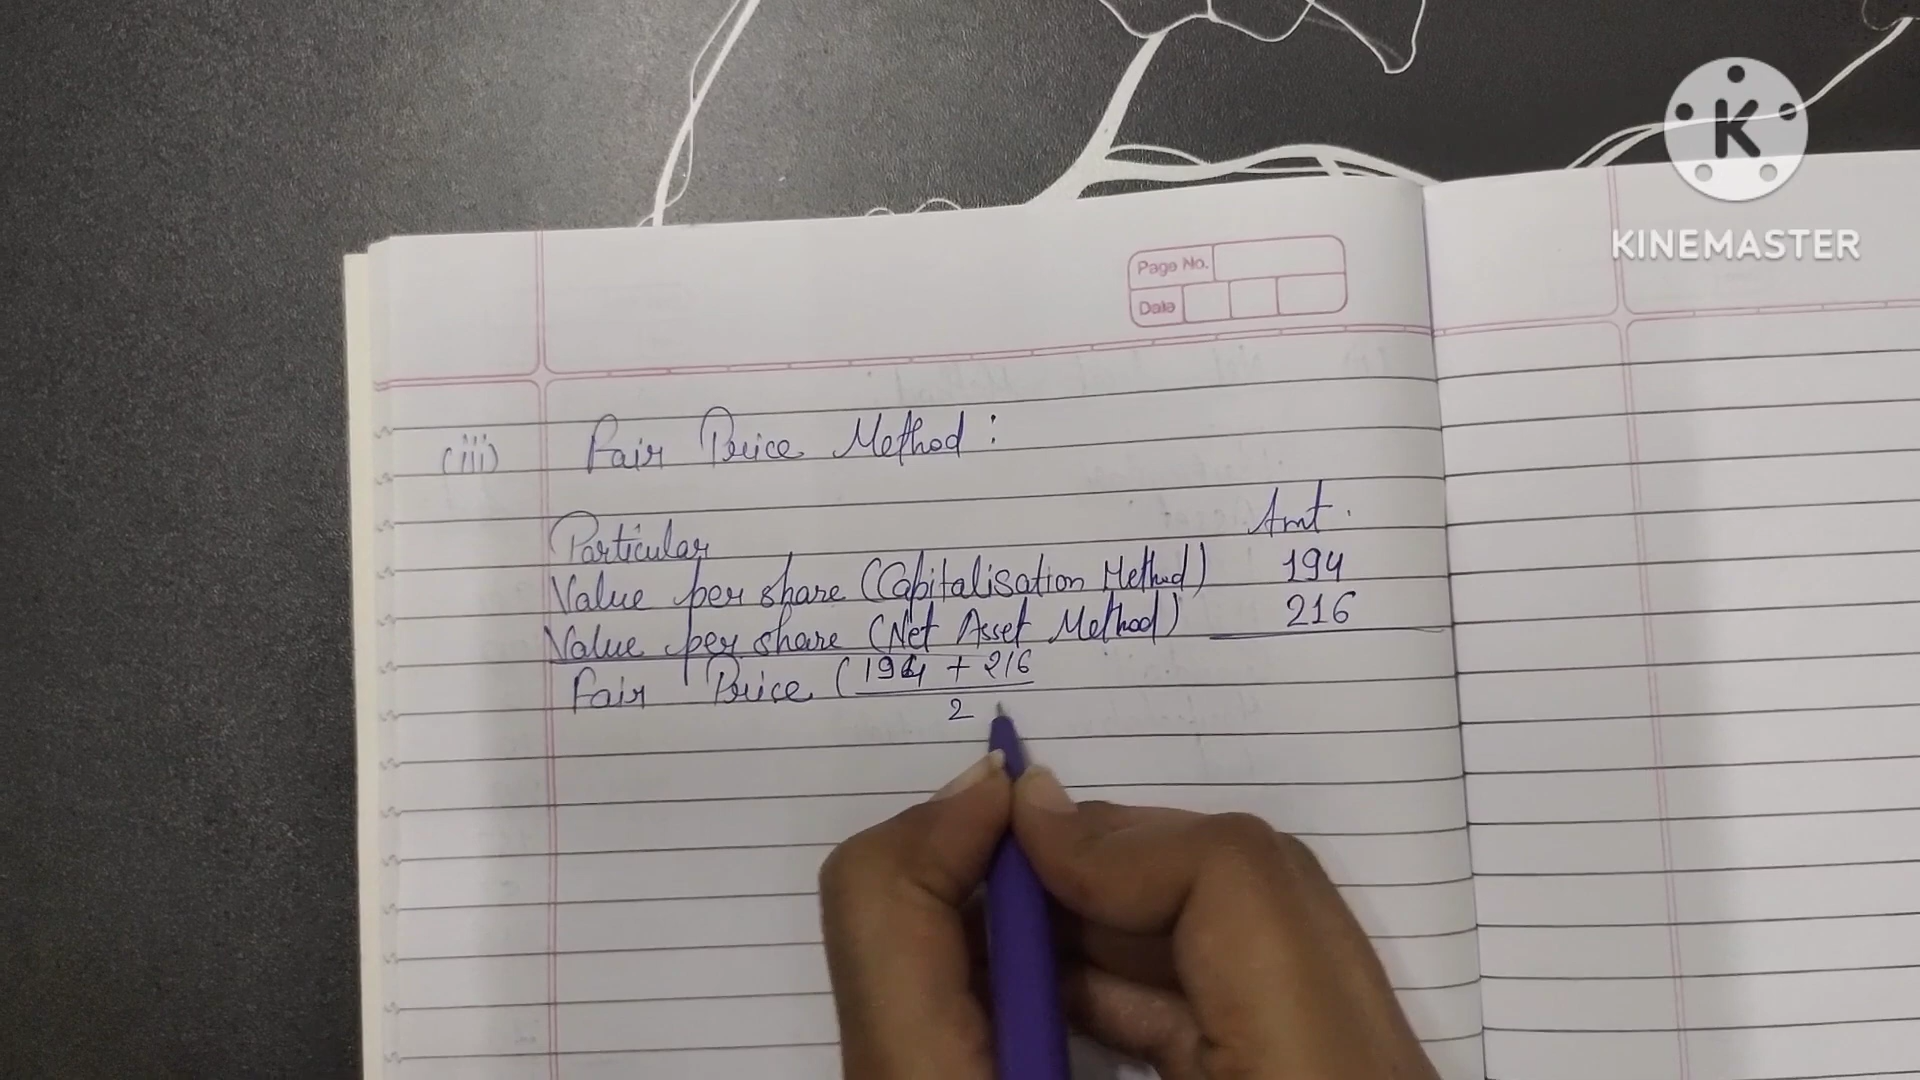 K
KINEMASTER
Page No.
Date
(iii) Fair Price Method :
Particular Amt.
Value per share (Capitalisation Method) 194
Value per share (Net Asset Method) 216
Fair Price (194 + 216
2